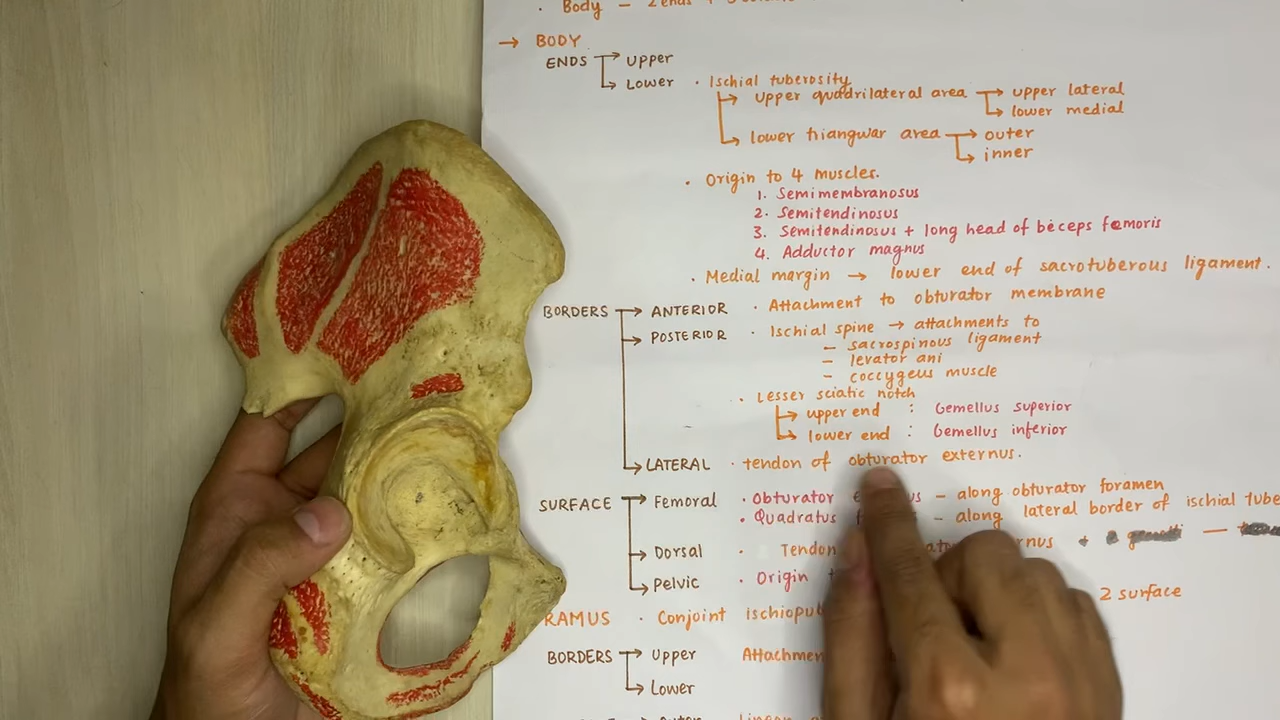 . Body –
→ BODY
ENDS → Upper
→ Lower . Ischial tuberosity
→ upper quadrilateral area → upper lateral
→ lower medial
→ lower triangular area → outer
→ inner
. Origin to 4 muscles.
1. Semimembranosus
2. Semitendinosus
3. Semitendinosus + long head of beceps femoris
4. Adductor magnus
. Medial margin → lower end of sacrotuberous ligament.
BORDERS → ANTERIOR . Attachment to obturator membrane
→ POSTERIOR . Ischial spine → attachments to
– sacrospinous ligament
– levator ani
– coccygeus muscle
. Lesser sciatic notch
→ upper end : Gemellus superior
→ lower end : Gemellus inferior
→ LATERAL . tendon of obturator externus.
SURFACE → Femoral . Obturator – along obturator foramen
. Quadratus – along lateral border of ischial tube
→ Dorsal . Tendon
→ Pelvic . Origin
2 surface
RAMUS . Conjoint ischiopu
BORDERS → Upper Attachmen
→ Lower